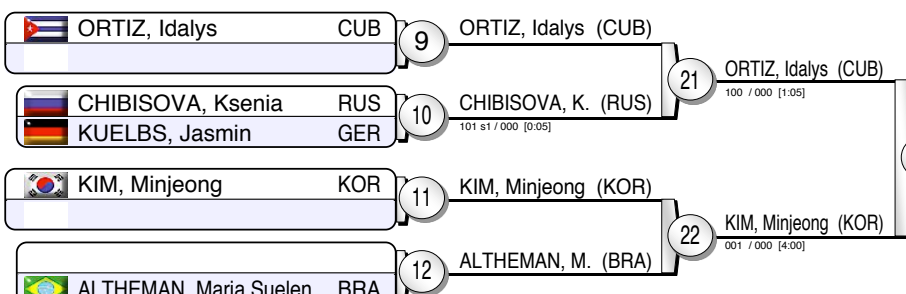 ORTIZ, Idalys CUB
9
ORTIZ, Idalys (CUB)
21
ORTIZ, Idalys (CUB)
100 / 000 [1:05]
CHIBISOVA, Ksenia RUS
KUELBS, Jasmin GER
10
CHIBISOVA, K. (RUS)
101 s1 / 000 [0:05]
KIM, Minjeong KOR
11
KIM, Minjeong (KOR)
22
KIM, Minjeong (KOR)
001 / 000 [4:00]
ALTHEMAN, Maria Suelen BRA
12
ALTHEMAN, M. (BRA)